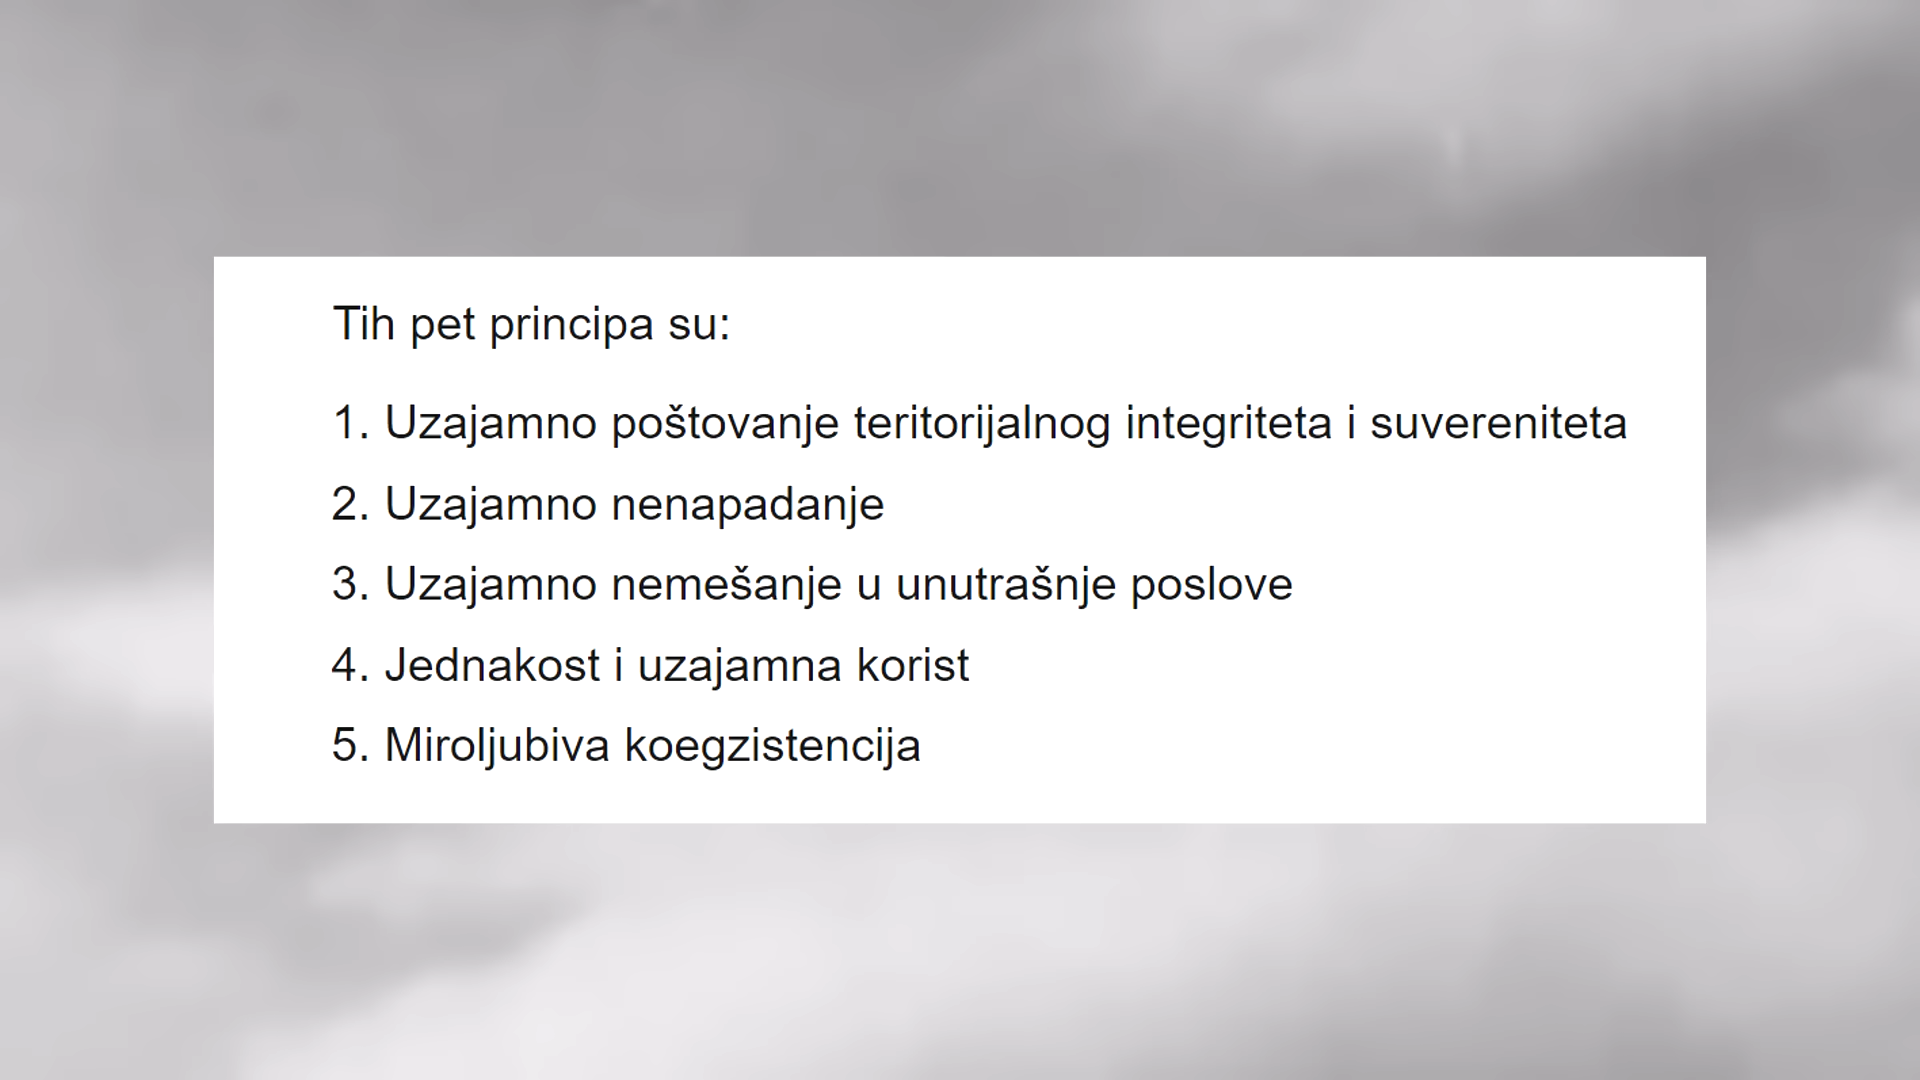 Tih pet principa su:
1. Uzajamno poštovanje teritorijalnog integriteta i suvereniteta
2. Uzajamno nenapadanje
3. Uzajamno nemešanje u unutrašnje poslove
4. Jednakost i uzajamna korist
5. Miroljubiva koegzistencija